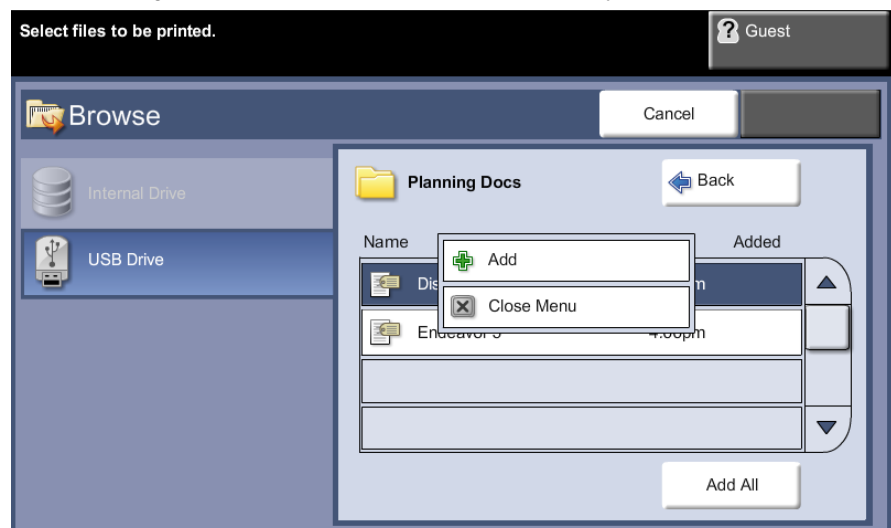 Select files to be printed.
Guest
Browse
Cancel
Internal Drive
Planning Docs
Back
USB Drive
Name
Added
Add
Close Menu
Add All